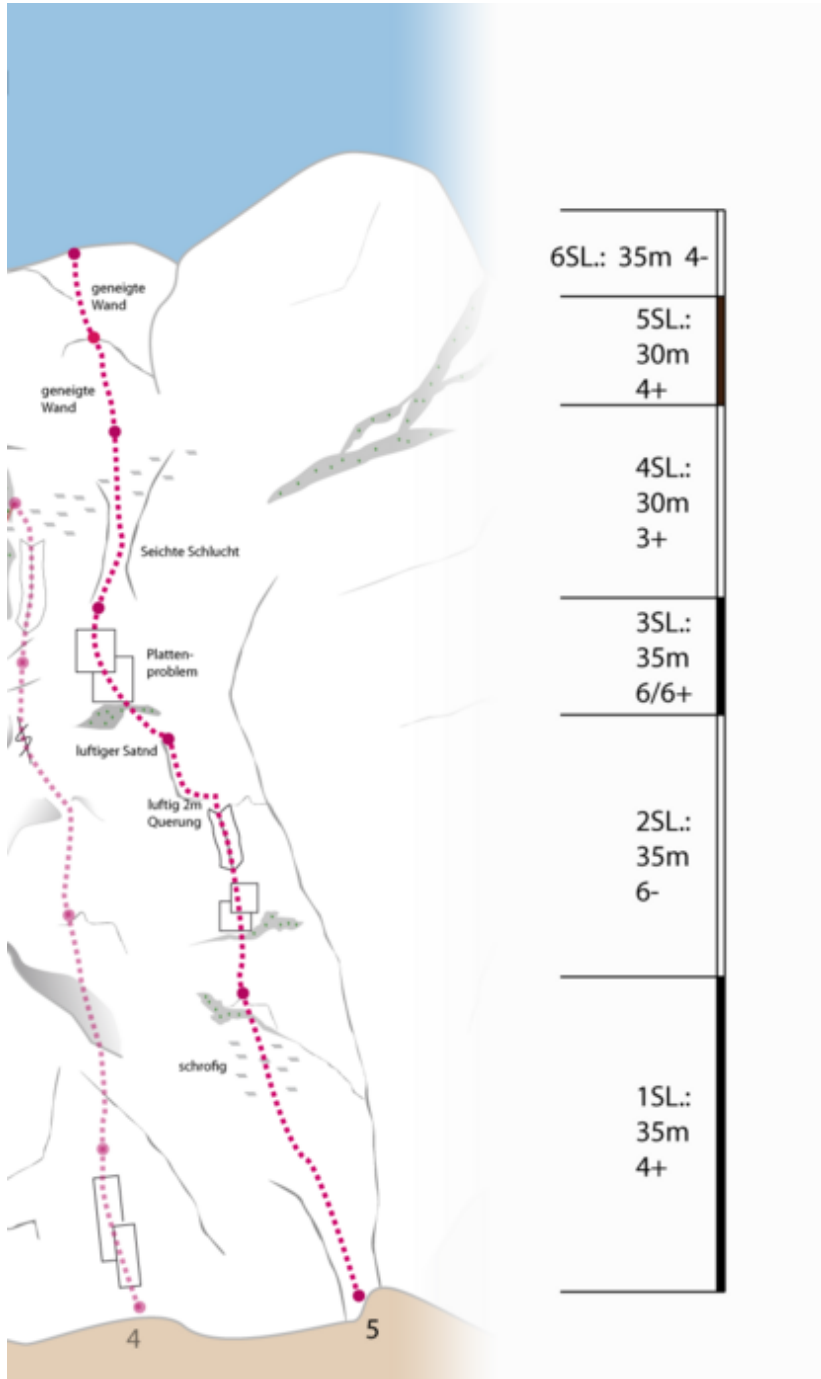 geneigte
Wand
geneigte
Wand
Seichte Schlucht
Platten-
problem
luftiger Satnd
luftig 2m
Querung
schrofig
4
5
6SL.: 35m 4-
5SL.:
30m
4+
4SL.:
30m
3+
3SL.:
35m
6/6+
2SL.:
35m
6-
1SL.:
35m
4+